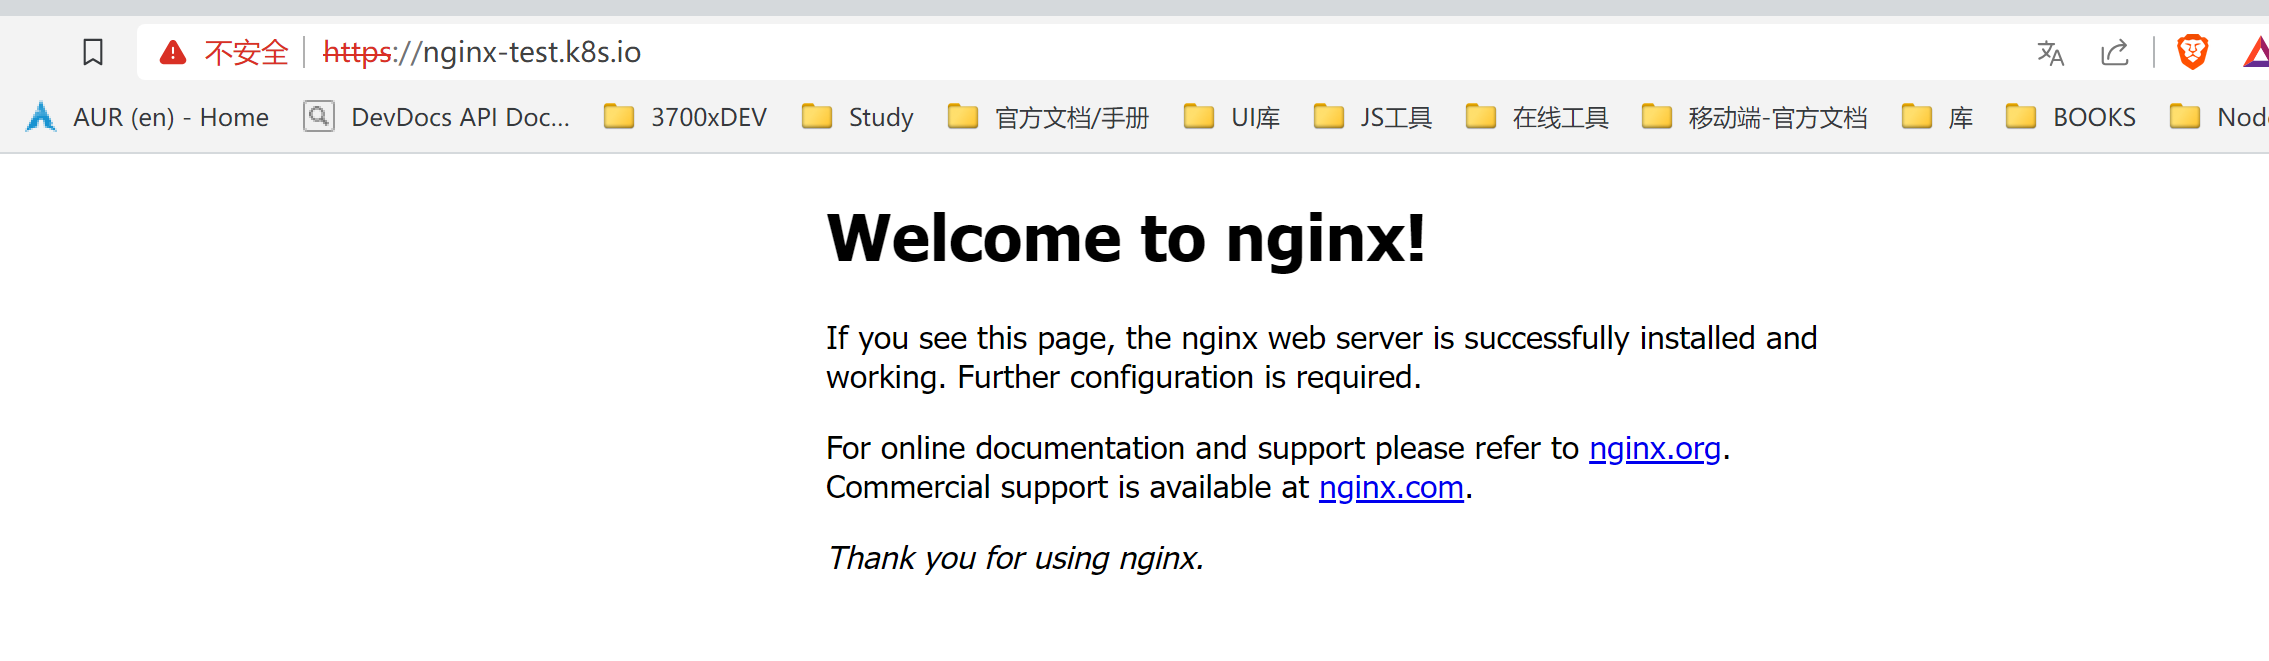 不安全 https://nginx-test.k8s.io
AUR (en) - Home DevDocs API Doc... 3700xDEV Study 官方文档/手册 UI库 JS工具 在线工具 移动端-官方文档 库 BOOKS
Welcome to nginx!
If you see this page, the nginx web server is successfully installed and
working. Further configuration is required.
For online documentation and support please refer to nginx.org.
Commercial support is available at nginx.com.
Thank you for using nginx.